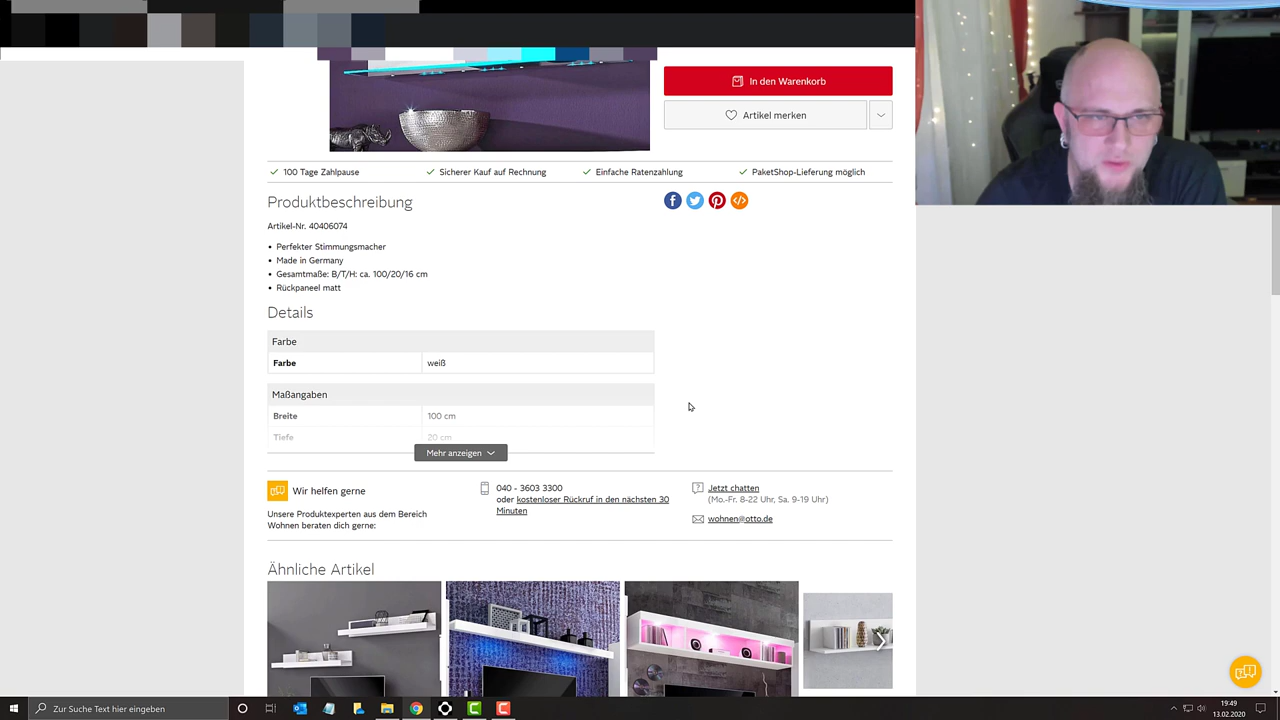 In den Warenkorb
Artikel merken
100 Tage Zahlpause
Sicherer Kauf auf Rechnung
Einfache Ratenzahlung
PaketShop-Lieferung möglich
Produktbeschreibung
Artikel-Nr. 40406074
• Perfekter Stimmungsmacher
• Made in Germany
• Gesamtmaße: B/T/H: ca. 100/20/16 cm
• Rückpaneel matt
Details
Farbe
Farbe weiß
Maßangaben
Breite 100 cm
Tiefe 20 cm
Mehr anzeigen
Wir helfen gerne
Unsere Produktexperten aus dem Bereich
Wohnen beraten dich gerne:
040 - 3603 3300
oder kostenloser Rückruf in den nächsten 30
Minuten
Jetzt chatten
(Mo.-Fr. 8-22 Uhr, Sa. 9-19 Uhr)
wohnen@otto.de
Ähnliche Artikel
Zur Suche Text hier eingeben
19:49
13.02.2020